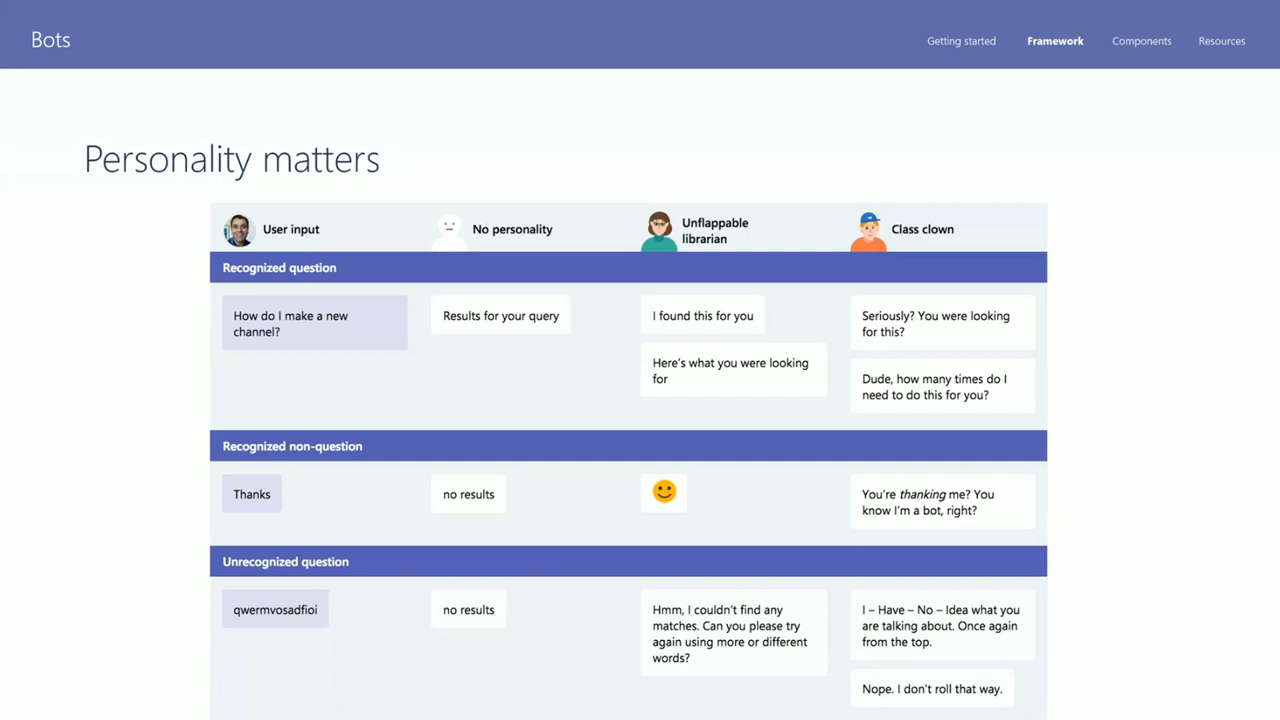 Bots
Getting started Framework Components Resources
Personality matters
User input
No personality
Unflappable
librarian
Class clown
Recognized question
How do I make a new
channel?
Results for your query
I found this for you
Here's what you were looking
for
Seriously? You were looking
for this?
Dude, how many times do I
need to do this for you?
Recognized non-question
Thanks
no results
You're thanking me? You
know I'm a bot, right?
Unrecognized question
qwermvosadfioi
no results
Hmm, I couldn't find any
matches. Can you please try
again using more or different
words?
I – Have – No – Idea what you
are talking about. Once again
from the top.
Nope. I don't roll that way.